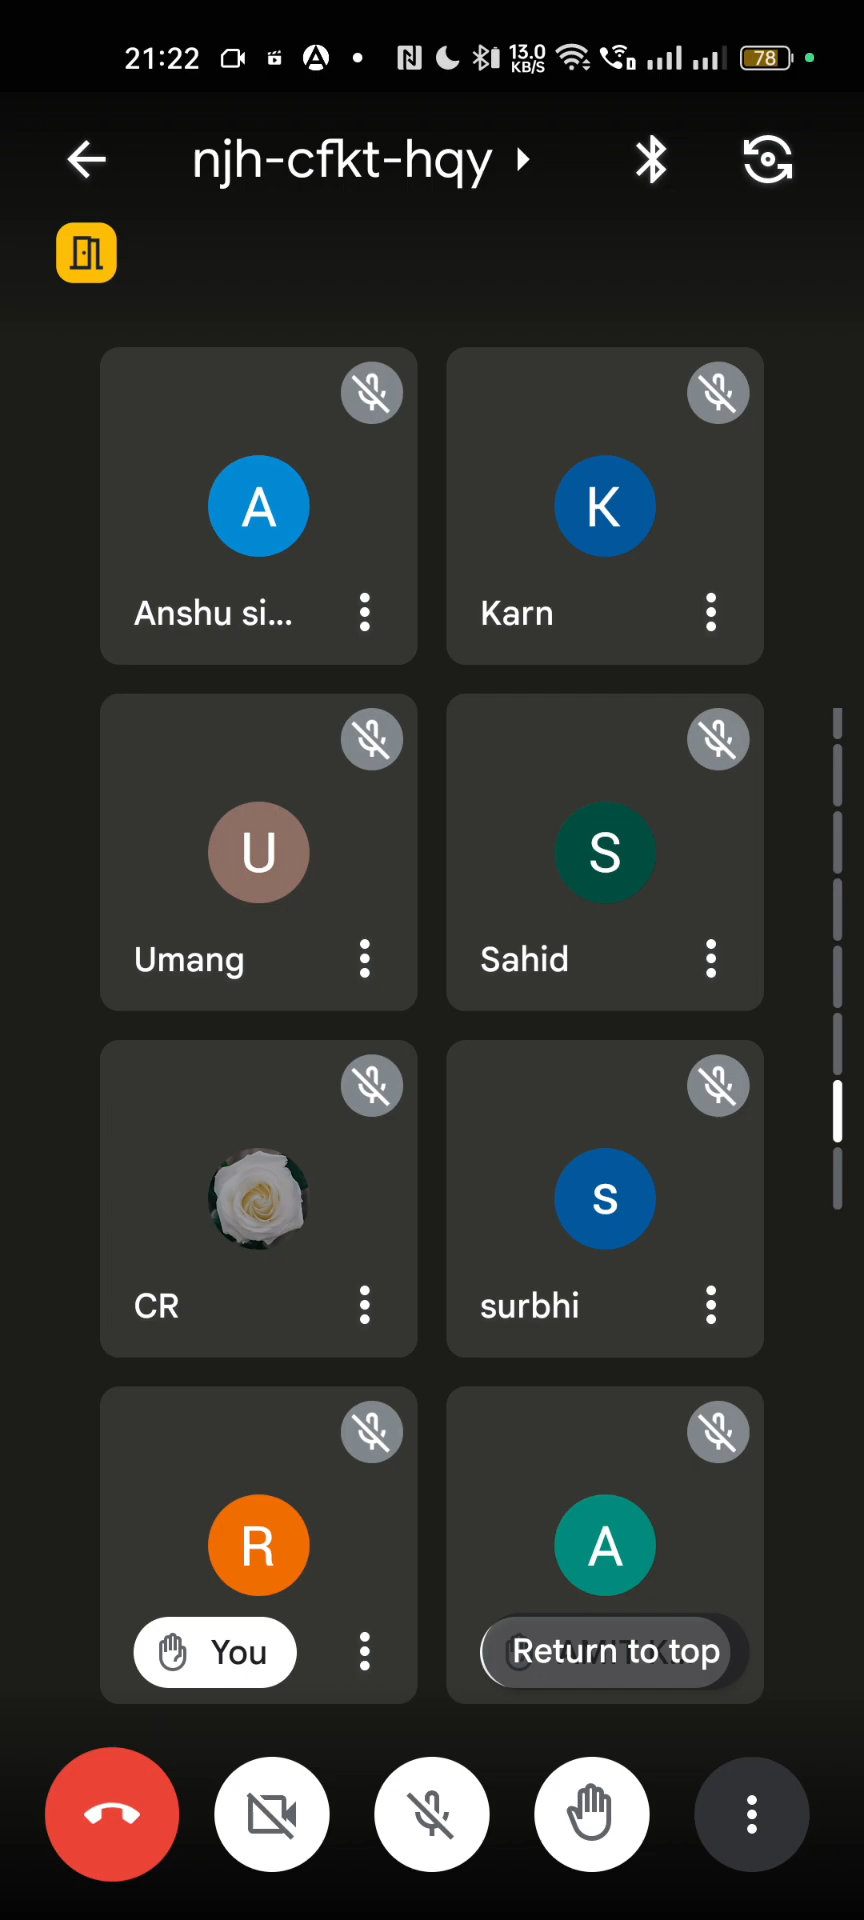 21:22 13.0 KB/S 78
njh-cfkt-hqy
A K
Anshu si... Karn
U S
Umang Sahid
CR s
surbhi
R A
You Return to top